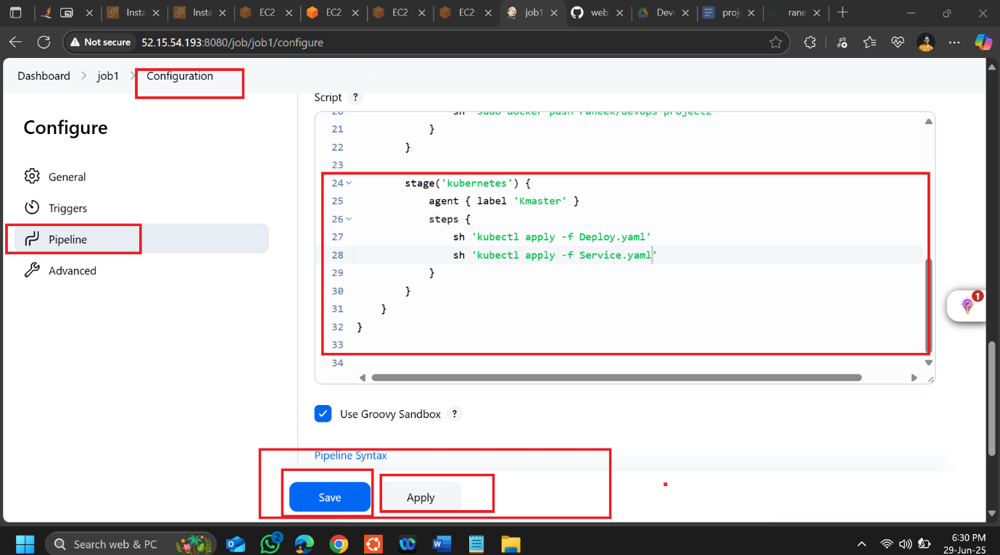 Insta
Insta
EC2
EC2
EC2
EC2
job1
web
Deve
proje
rane
Not secure
52.15.54.193:8080/job/job1/configure
Dashboard
job1
Configuration
Configure
General
Triggers
Pipeline
Advanced
Script ?
20 sh 'sudo docker push raneek/devops-project2'
21 }
22 }
23
24 stage('kubernetes') {
25 agent { label 'Kmaster' }
26 steps {
27 sh 'kubectl apply -f Deploy.yaml'
28 sh 'kubectl apply -f Service.yaml'
29 }
30 }
31 }
32 }
33
34
1
Use Groovy Sandbox ?
Pipeline Syntax
Save
Apply
Search web & PC
2
6:30 PM
29-Jun-25